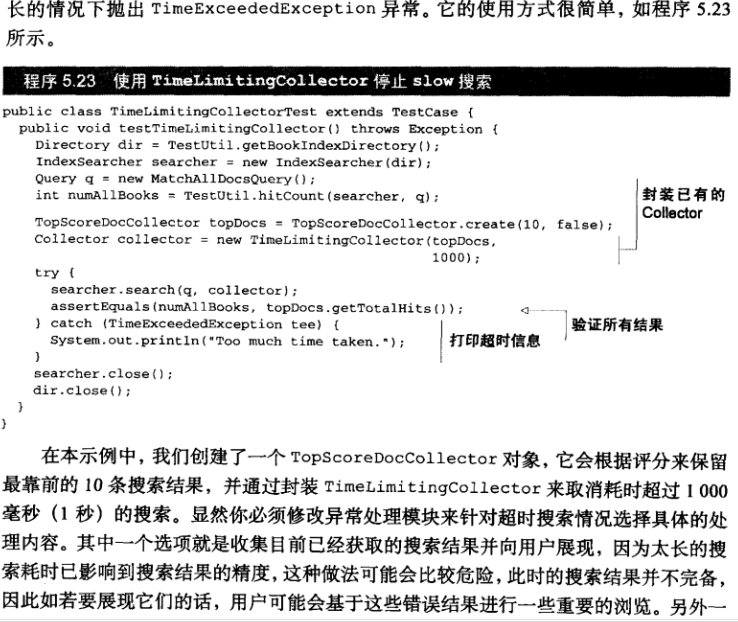 长的情况下抛出 TimeExceededException 异常。它的使用方式很简单，如程序 5.23
所示。
程序 5.23 使用 TimeLimitingCollector 停止 slow 搜索
public class TimeLimitingCollectorTest extends TestCase {
public void testTimeLimitingCollector() throws Exception {
Directory dir = TestUtil.getBookIndexDirectory();
IndexSearcher searcher = new IndexSearcher(dir);
Query q = new MatchAllDocsQuery();
int numAllBooks = TestUtil.hitCount(searcher, q);
封装已有的
Collector
TopScoreDocCollector topDocs = TopScoreDocCollector.create(10, false);
Collector collector = new TimeLimitingCollector(topDocs,
1000);
try {
searcher.search(q, collector);
assertEquals(numAllBooks, topDocs.getTotalHits());
验证所有结果
} catch (TimeExceededException tee) {
System.out.println("Too much time taken.");
打印超时信息
}
searcher.close();
dir.close();
}
}
在本示例中，我们创建了一个 TopScoreDocCollector 对象，它会根据评分来保留
最靠前的 10 条搜索结果，并通过封装 TimeLimitingCollector 来取消耗时超过 1 000
毫秒（1 秒）的搜索。显然你必须修改异常处理模块来针对超时搜索情况选择具体的处
理内容。其中一个选项就是收集目前已经获取的搜索结果并向用户展现，因为太长的搜
索耗时已影响到搜索结果的精度，这种做法可能会比较危险，此时的搜索结果并不完备，
因此如若要展现它们的话，用户可能会基于这些错误结果进行一些重要的浏览。另外一